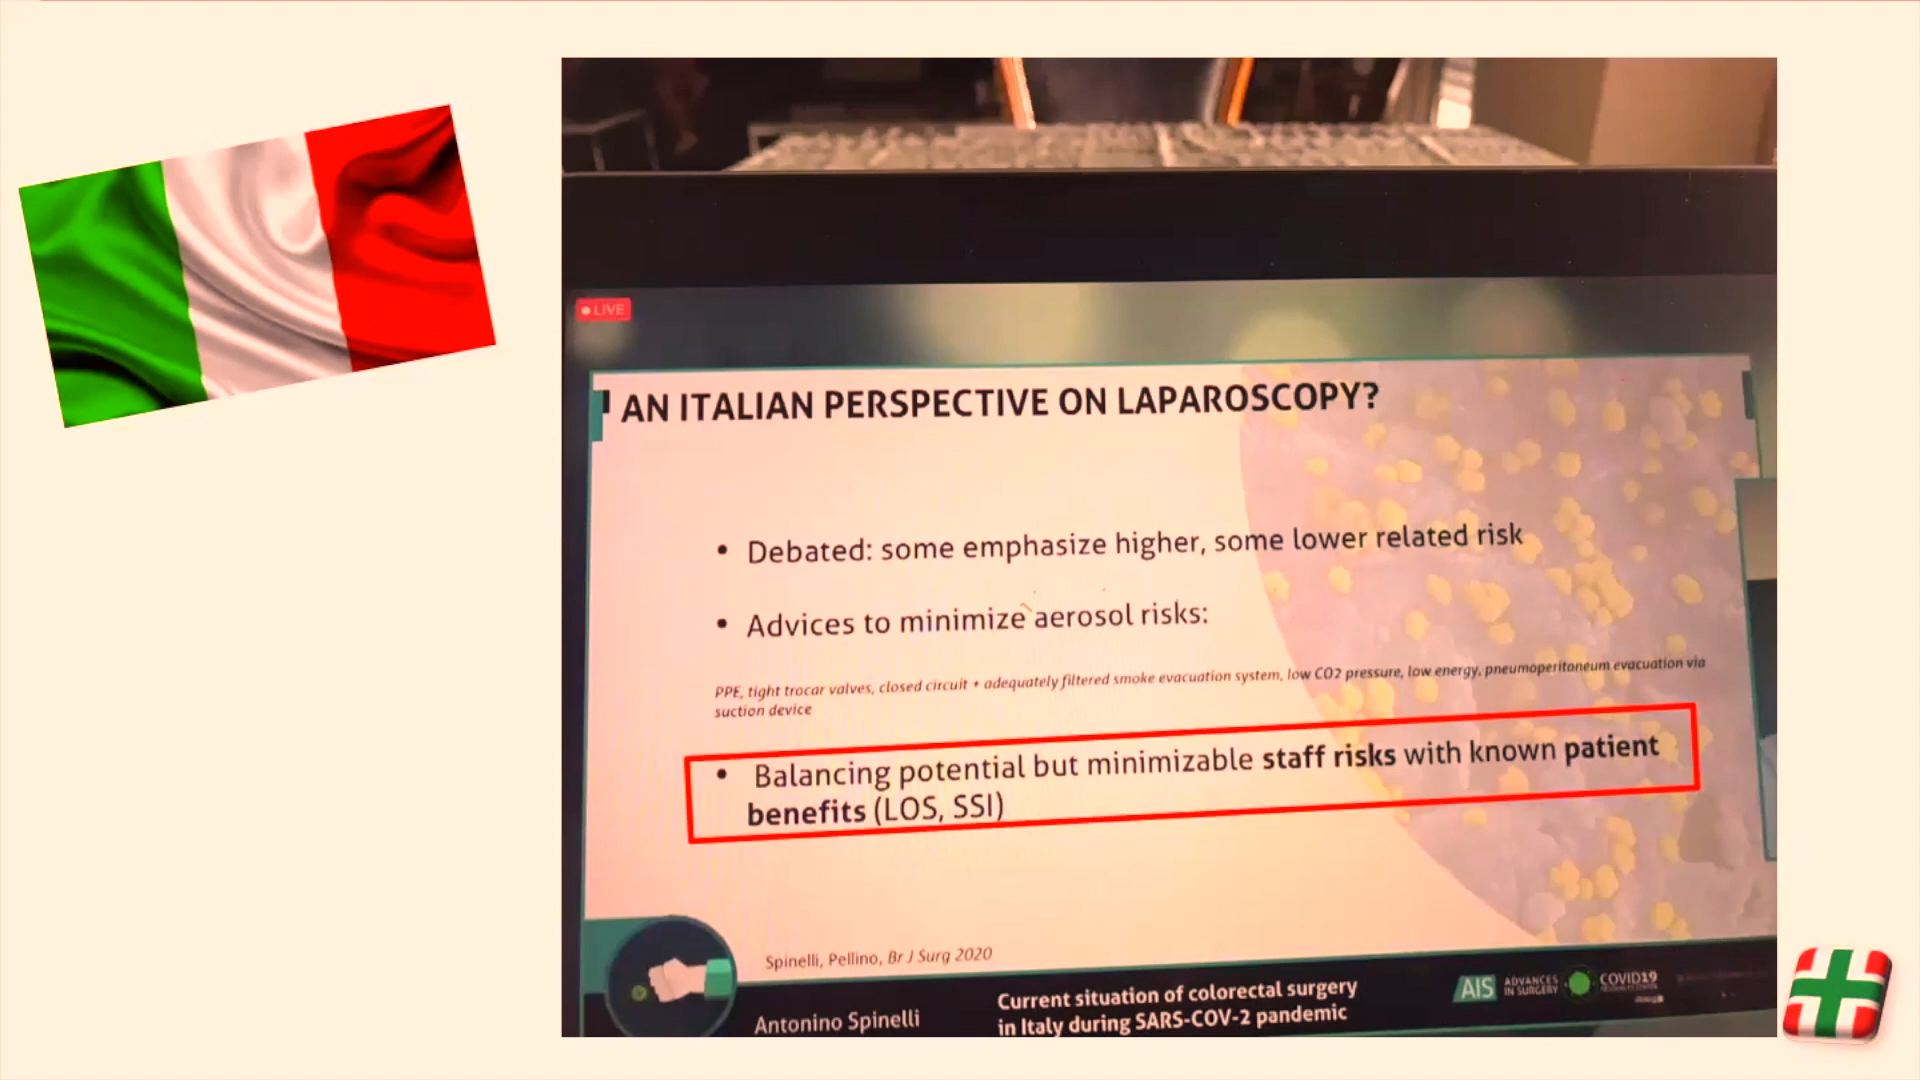 LIVE
AN ITALIAN PERSPECTIVE ON LAPAROSCOPY?
• Debated: some emphasize higher, some lower related risk
• Advices to minimize aerosol risks:
PPE, tight trocar valves, closed circuit + adequately filtered smoke evacuation system, low CO2 pressure, low energy, pneumoperitoneum evacuation via
suction device
• Balancing potential but minimizable staff risks with known patient
benefits (LOS, SSI)
Spinelli, Pellino, Br J Surg 2020
Antonino Spinelli
Current situation of colorectal surgery
in Italy during SARS-COV-2 pandemic
AIS ADVANCES
IN SURGERY
COVID19